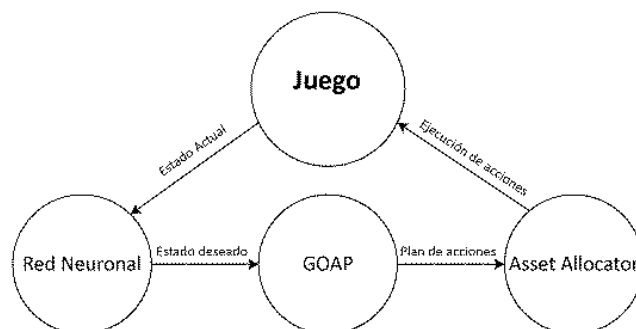 Juego
Estado Actual
Ejecución de acciones
Red Neuronal
Estado deseado
GOAP
Plan de acciones
Asset Allocator